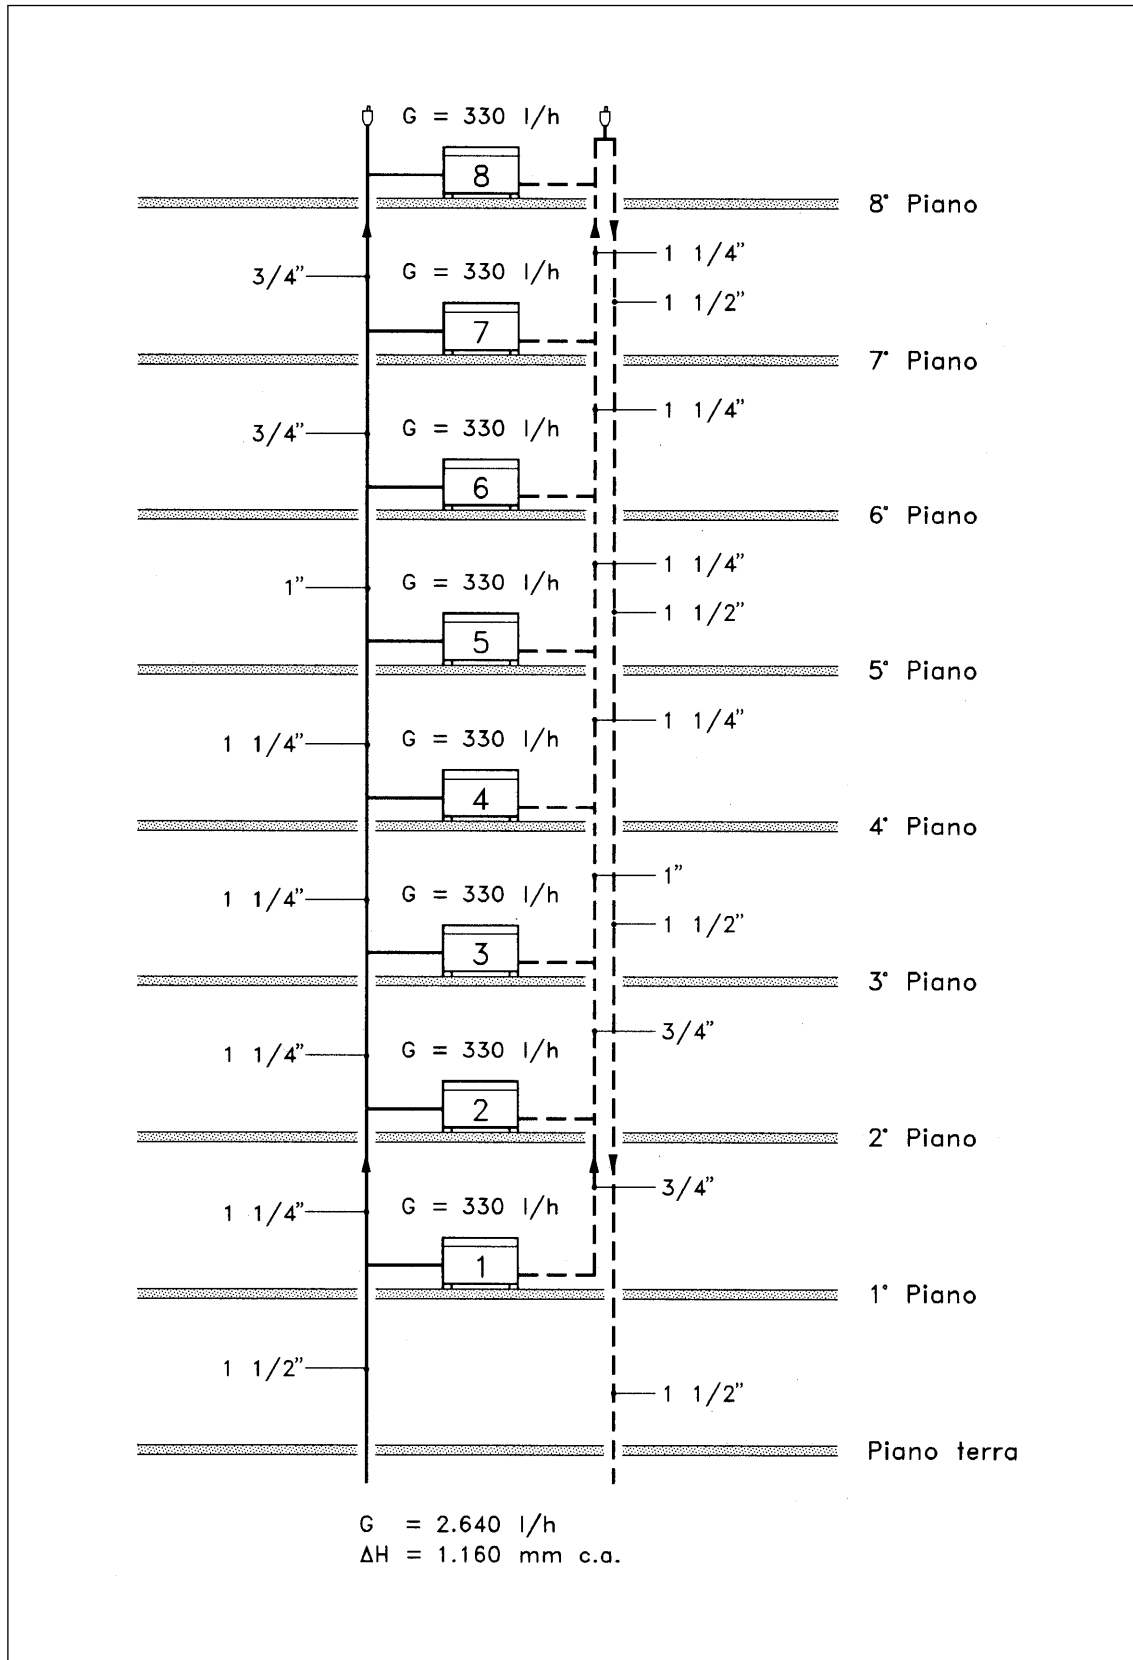 G = 330 l/h
8
8° Piano
1 1/4”
3/4”
G = 330 l/h
1 1/2”
7
7° Piano
1 1/4”
3/4”
G = 330 l/h
6
6° Piano
1 1/4”
1”
G = 330 l/h
1 1/2”
5
5° Piano
1 1/4”
1 1/4”
G = 330 l/h
4
4° Piano
1”
1 1/4”
G = 330 l/h
1 1/2”
3
3° Piano
3/4”
1 1/4”
G = 330 l/h
2
2° Piano
3/4”
1 1/4”
G = 330 l/h
1
1° Piano
1 1/2”
1 1/2”
Piano terra
G = 2.640 l/h
ΔH = 1.160 mm c.a.